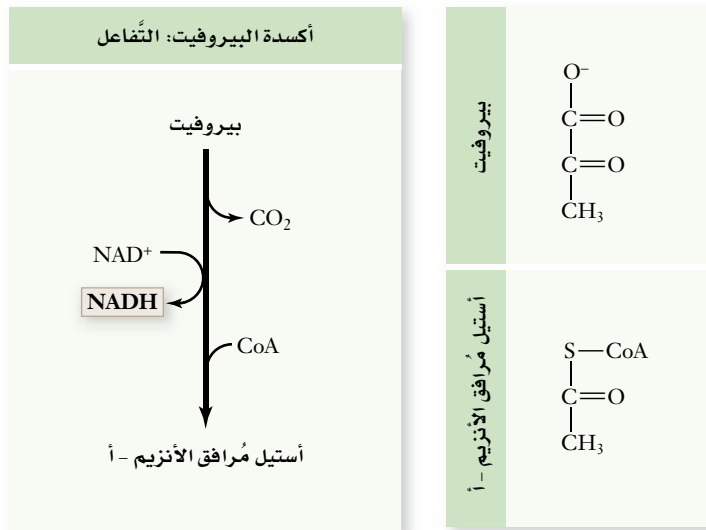 أكسدة البيروفيت: التَّفاعل
بيروفيت
CO₂
NAD⁺
NADH
CoA
أستيل مُرافق الأنزيم – أ
بيروفيت
O⁻
C=O
C=O
CH₃
أستيل مُرافق الأنزيم – أ
S—CoA
C=O
CH₃